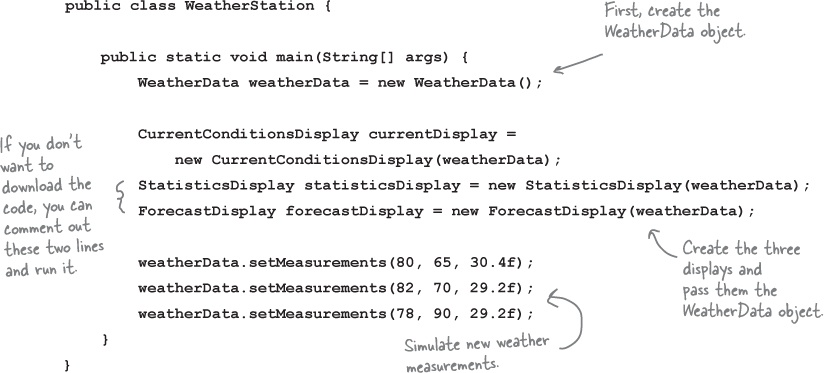 public class WeatherStation {
First, create the
WeatherData object.
public static void main(String[] args) {
WeatherData weatherData = new WeatherData();
CurrentConditionsDisplay currentDisplay =
new CurrentConditionsDisplay(weatherData);
If you don't
want to
download the
code, you can
comment out
these two lines
and run it.
StatisticsDisplay statisticsDisplay = new StatisticsDisplay(weatherData);
ForecastDisplay forecastDisplay = new ForecastDisplay(weatherData);
Create the three
displays and
pass them the
WeatherData object.
weatherData.setMeasurements(80, 65, 30.4f);
weatherData.setMeasurements(82, 70, 29.2f);
weatherData.setMeasurements(78, 90, 29.2f);
Simulate new weather
measurements.
}
}